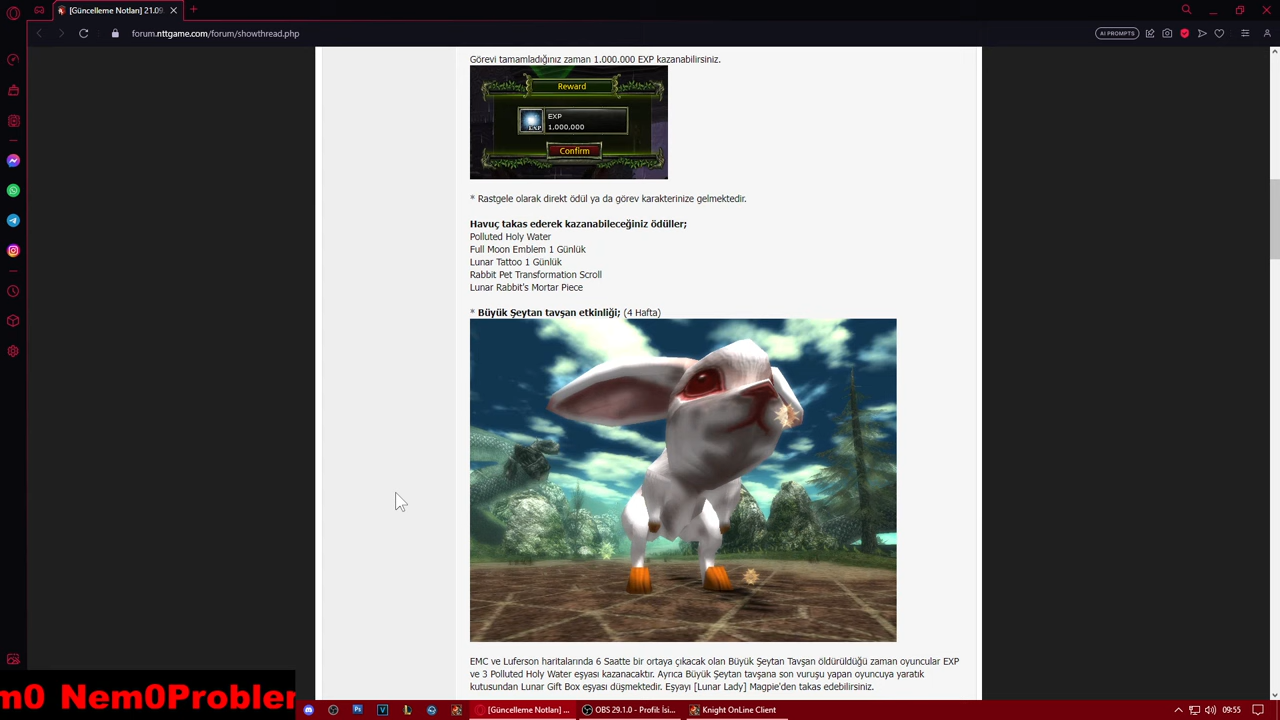 [Güncelleme Notları] 21.09.
forum.nttgame.com/forum/showthread.php
AI PROMPTS
Görevi tamamladığınız zaman 1.000.000 EXP kazanabilirsiniz.
Reward
EXP
EXP
1,000,000
Confirm
* Rastgele olarak direkt ödül ya da görev karakterinize gelmektedir.
Havuç takas ederek kazanabileceğiniz ödüller;
Polluted Holy Water
Full Moon Emblem 1 Günlük
Lunar Tattoo 1 Günlük
Rabbit Pet Transformation Scroll
Lunar Rabbit's Mortar Piece
* Büyük Şeytan tavşan etkinliği; (4 Hafta)
EMC ve Luferson haritalarında 6 Saatte bir ortaya çıkacak olan Büyük Şeytan Tavşan öldürüldüğü zaman oyuncular EXP
ve 3 Polluted Holy Water eşyası kazanacaktır. Ayrıca Büyük Şeytan tavşana son vuruşu yapan oyuncuya yaratık
kutusundan Lunar Gift Box eşyası düşmektedir. Eşyayı [Lunar Lady] Magpie'den takas edebilirsiniz.
m0 Nem0Problem
[Güncelleme Notları] ...
OBS 29.1.0 - Profil: İsi...
Knight OnLine Client
09:55